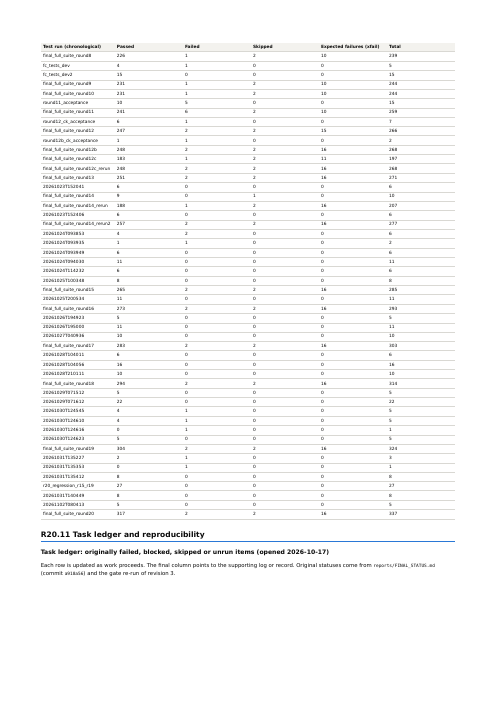 Test run (chronological) Passed Failed Skipped Expected failures (xfail) Total
final_full_suite_round8 226 1 2 10 239
fc_tests_dev 4 1 0 0 5
fc_tests_dev2 15 0 0 0 15
final_full_suite_round9 231 1 2 10 244
final_full_suite_round10 231 1 2 10 244
round11_acceptance 10 5 0 0 15
final_full_suite_round11 241 6 2 10 259
round12_ck_acceptance 6 1 0 0 7
final_full_suite_round12 247 2 2 15 266
round12b_dc_acceptance 1 1 0 0 2
final_full_suite_round12b 248 2 2 16 268
final_full_suite_round12c 183 1 2 11 197
final_full_suite_round12c_rerun 248 2 2 16 268
final_full_suite_round13 251 2 2 16 271
20261023T152041 6 0 0 0 6
final_full_suite_round14 9 0 1 0 10
final_full_suite_round14_rerun 188 1 2 16 207
20261023T152406 6 0 0 0 6
final_full_suite_round14_rerun2 257 2 2 16 277
20261024T093853 4 2 0 0 6
20261024T093935 1 1 0 0 2
20261024T093949 6 0 0 0 6
20261024T094030 11 0 0 0 11
20261024T114232 6 0 0 0 6
20261025T100348 8 0 0 0 8
final_full_suite_round15 265 2 2 16 285
20261025T200534 11 0 0 0 11
final_full_suite_round16 273 2 2 16 293
20261026T194923 5 0 0 0 5
20261026T195000 11 0 0 0 11
20261027T040936 10 0 0 0 10
final_full_suite_round17 283 2 2 16 303
20261028T104011 6 0 0 0 6
20261028T104056 16 0 0 0 16
20261028T210111 10 0 0 0 10
final_full_suite_round18 294 2 2 16 314
20261029T071512 5 0 0 0 5
20261029T071612 22 0 0 0 22
20261030T124545 4 1 0 0 5
20261030T124610 4 1 0 0 5
20261030T124616 0 1 0 0 1
20261030T124623 5 0 0 0 5
final_full_suite_round19 304 2 2 16 324
20261031T135227 2 1 0 0 3
20261031T135353 0 1 0 0 1
20261031T135412 8 0 0 0 8
r20_regression_r15_r19 27 0 0 0 27
20261031T140449 8 0 0 0 8
20261102T080413 5 0 0 0 5
final_full_suite_round20 317 2 2 16 337
R20.11 Task ledger and reproducibility
Task ledger: originally failed, blocked, skipped or unrun items (opened 2026-10-17)
Each row is updated as work proceeds. The final column points to the supporting log or record. Original statuses come from reports/FINAL_STATUS.md
(commit and the gate re-run of revision 3.